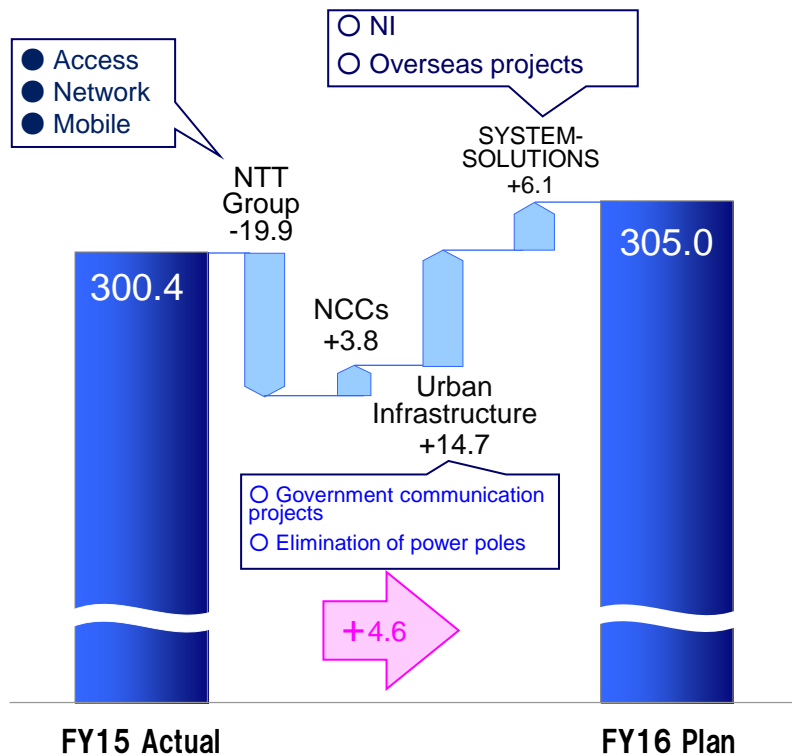 ● Access
● Network
● Mobile
○ NI
○ Overseas projects
NTT
Group
-19.9
SYSTEM-
SOLUTIONS
+6.1
300.4
305.0
NCCs
+3.8
Urban
Infrastructure
+14.7
○ Government communication
projects
○ Elimination of power poles
+4.6
FY15 Actual
FY16 Plan